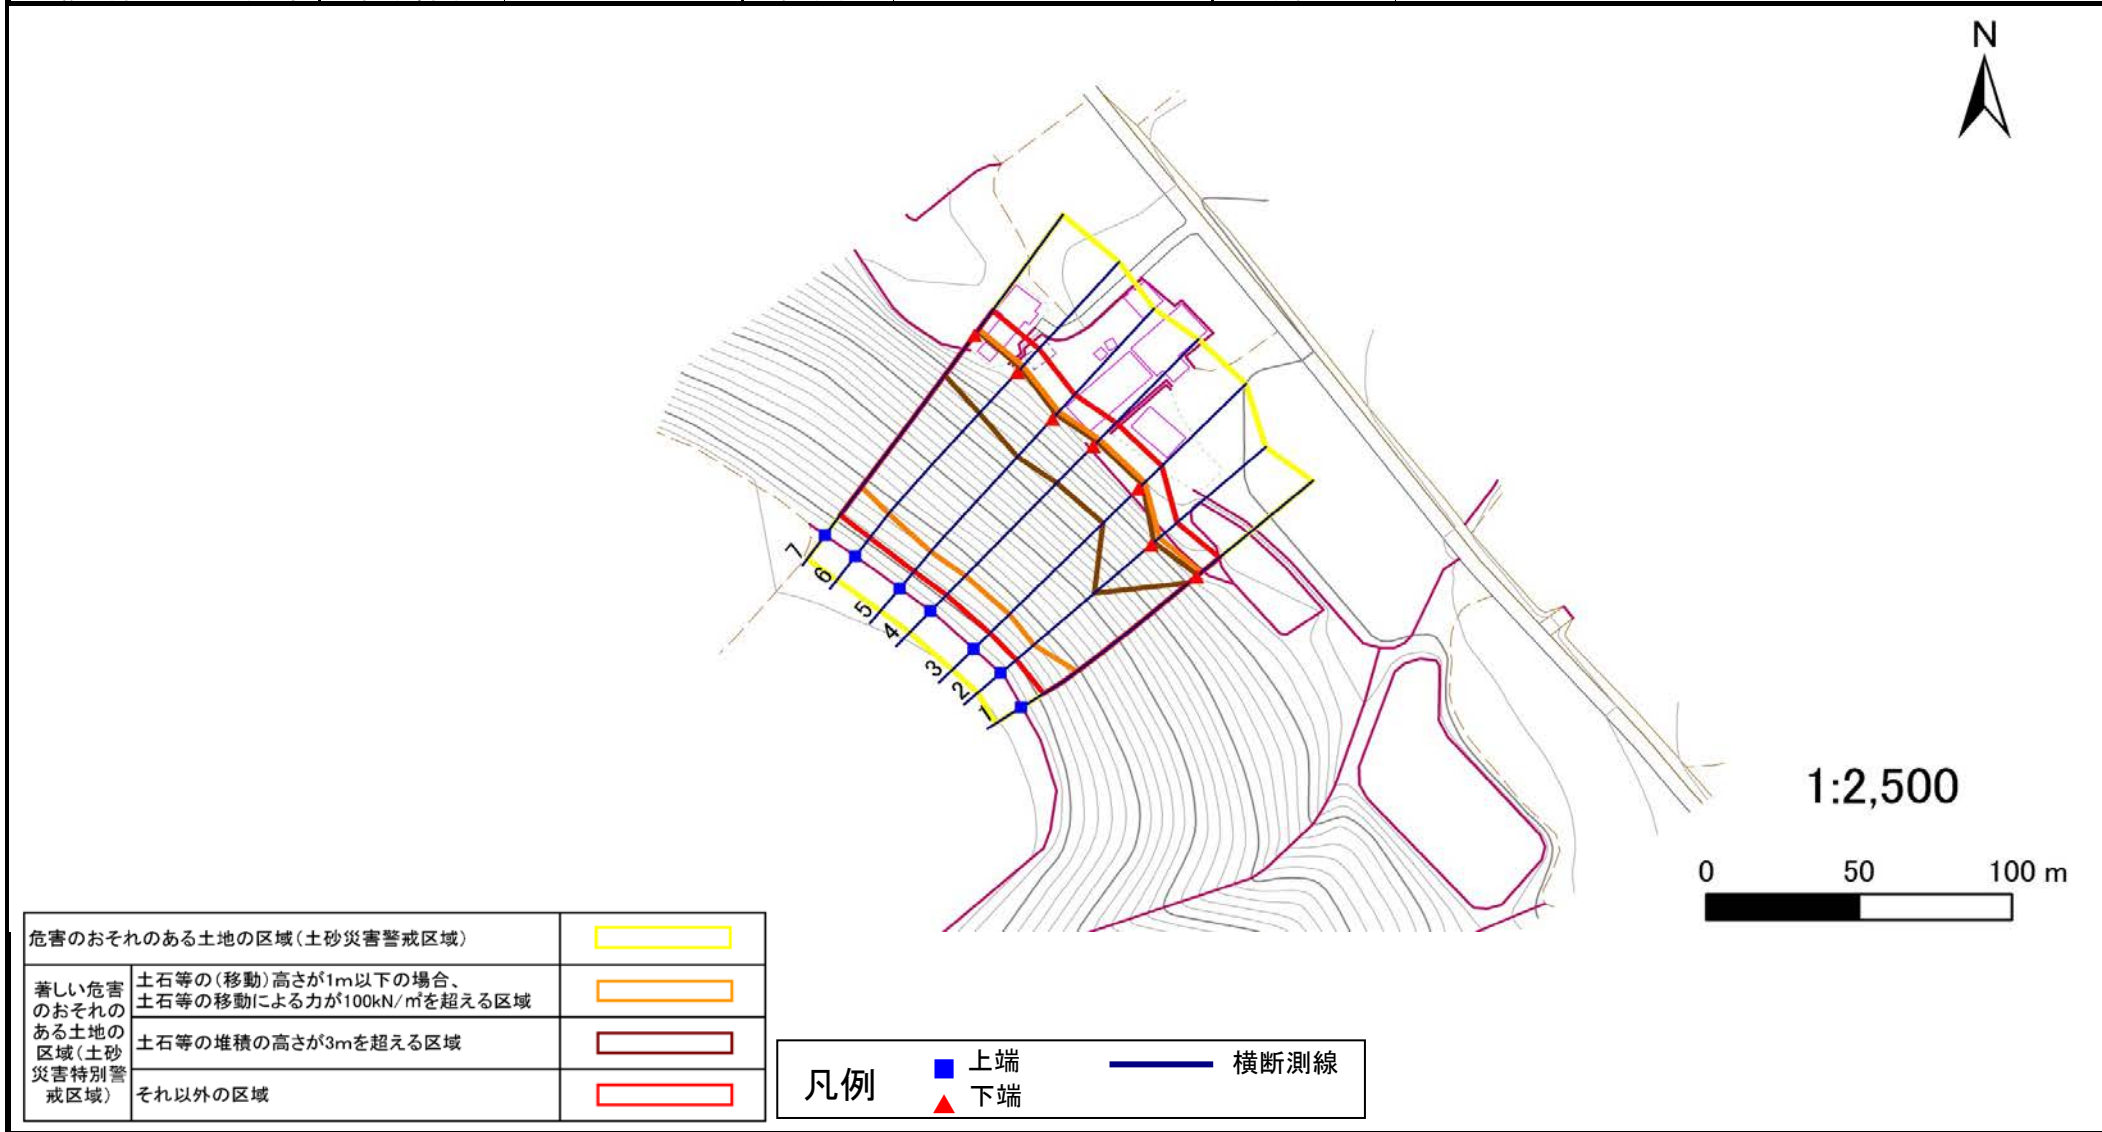 N
7
6
5
4
3
2
1
1:2,500
0 50 100 m
危害のおそれのある土地の区域(土砂災害警戒区域)
著しい危害
のおそれの
ある土地の
区域(土砂
災害特別警
戒区域)
土石等の(移動)高さが1m以下の場合、
土石等の移動による力が100kN/㎡を超える区域
土石等の堆積の高さが3mを超える区域
それ以外の区域
凡例
上端
下端
横断測線